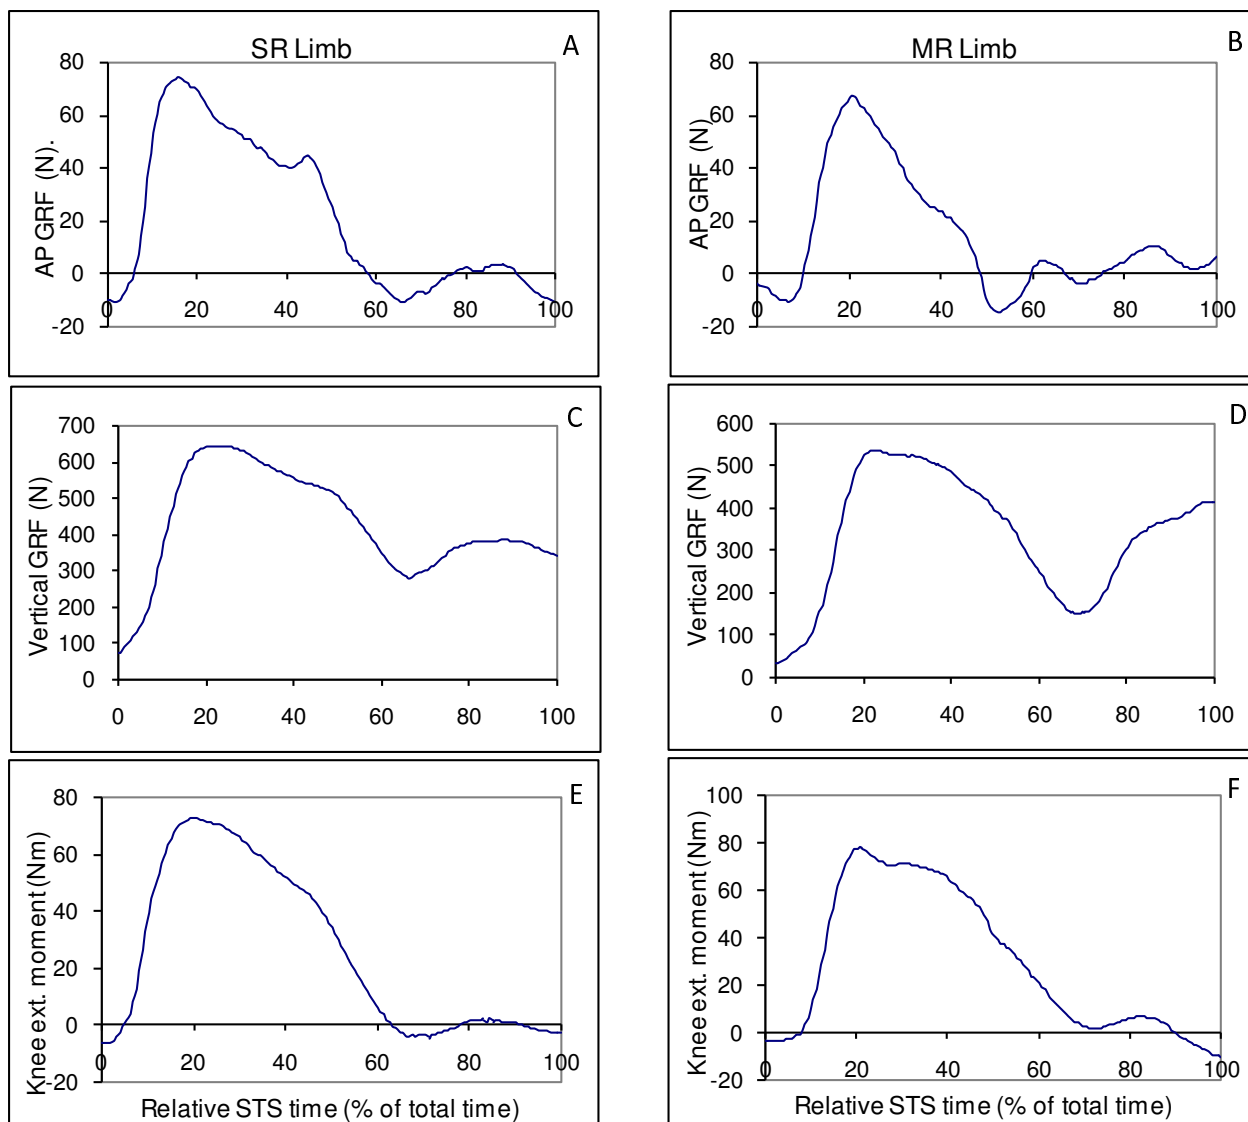 SR Limb
A
AP GRF (N).
80
60
40
20
0
-20
0 20 40 60 80 100
MR Limb
B
AP GRF (N)
80
60
40
20
0
-20
0 20 40 60 80 100
C
Vertical GRF (N)
700
600
500
400
300
200
100
0
0 20 40 60 80 100
D
Vertical GRF (N)
600
500
400
300
200
100
0
0 20 40 60 80 100
E
Knee ext. moment (Nm)
80
60
40
20
0
-20
0 20 40 60 80 100
Relative STS time (% of total time)
F
Knee ext. moment (Nm)
100
80
60
40
20
0
-20
0 20 40 60 80 100
Relative STS time (% of total time)